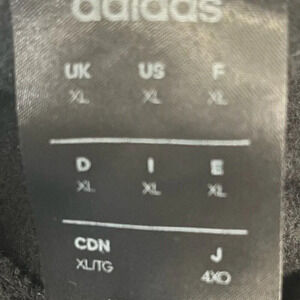 adidas
UK US F
XL XL XL
D I E
XL XL XL
CDN J
XL/TG 4XO